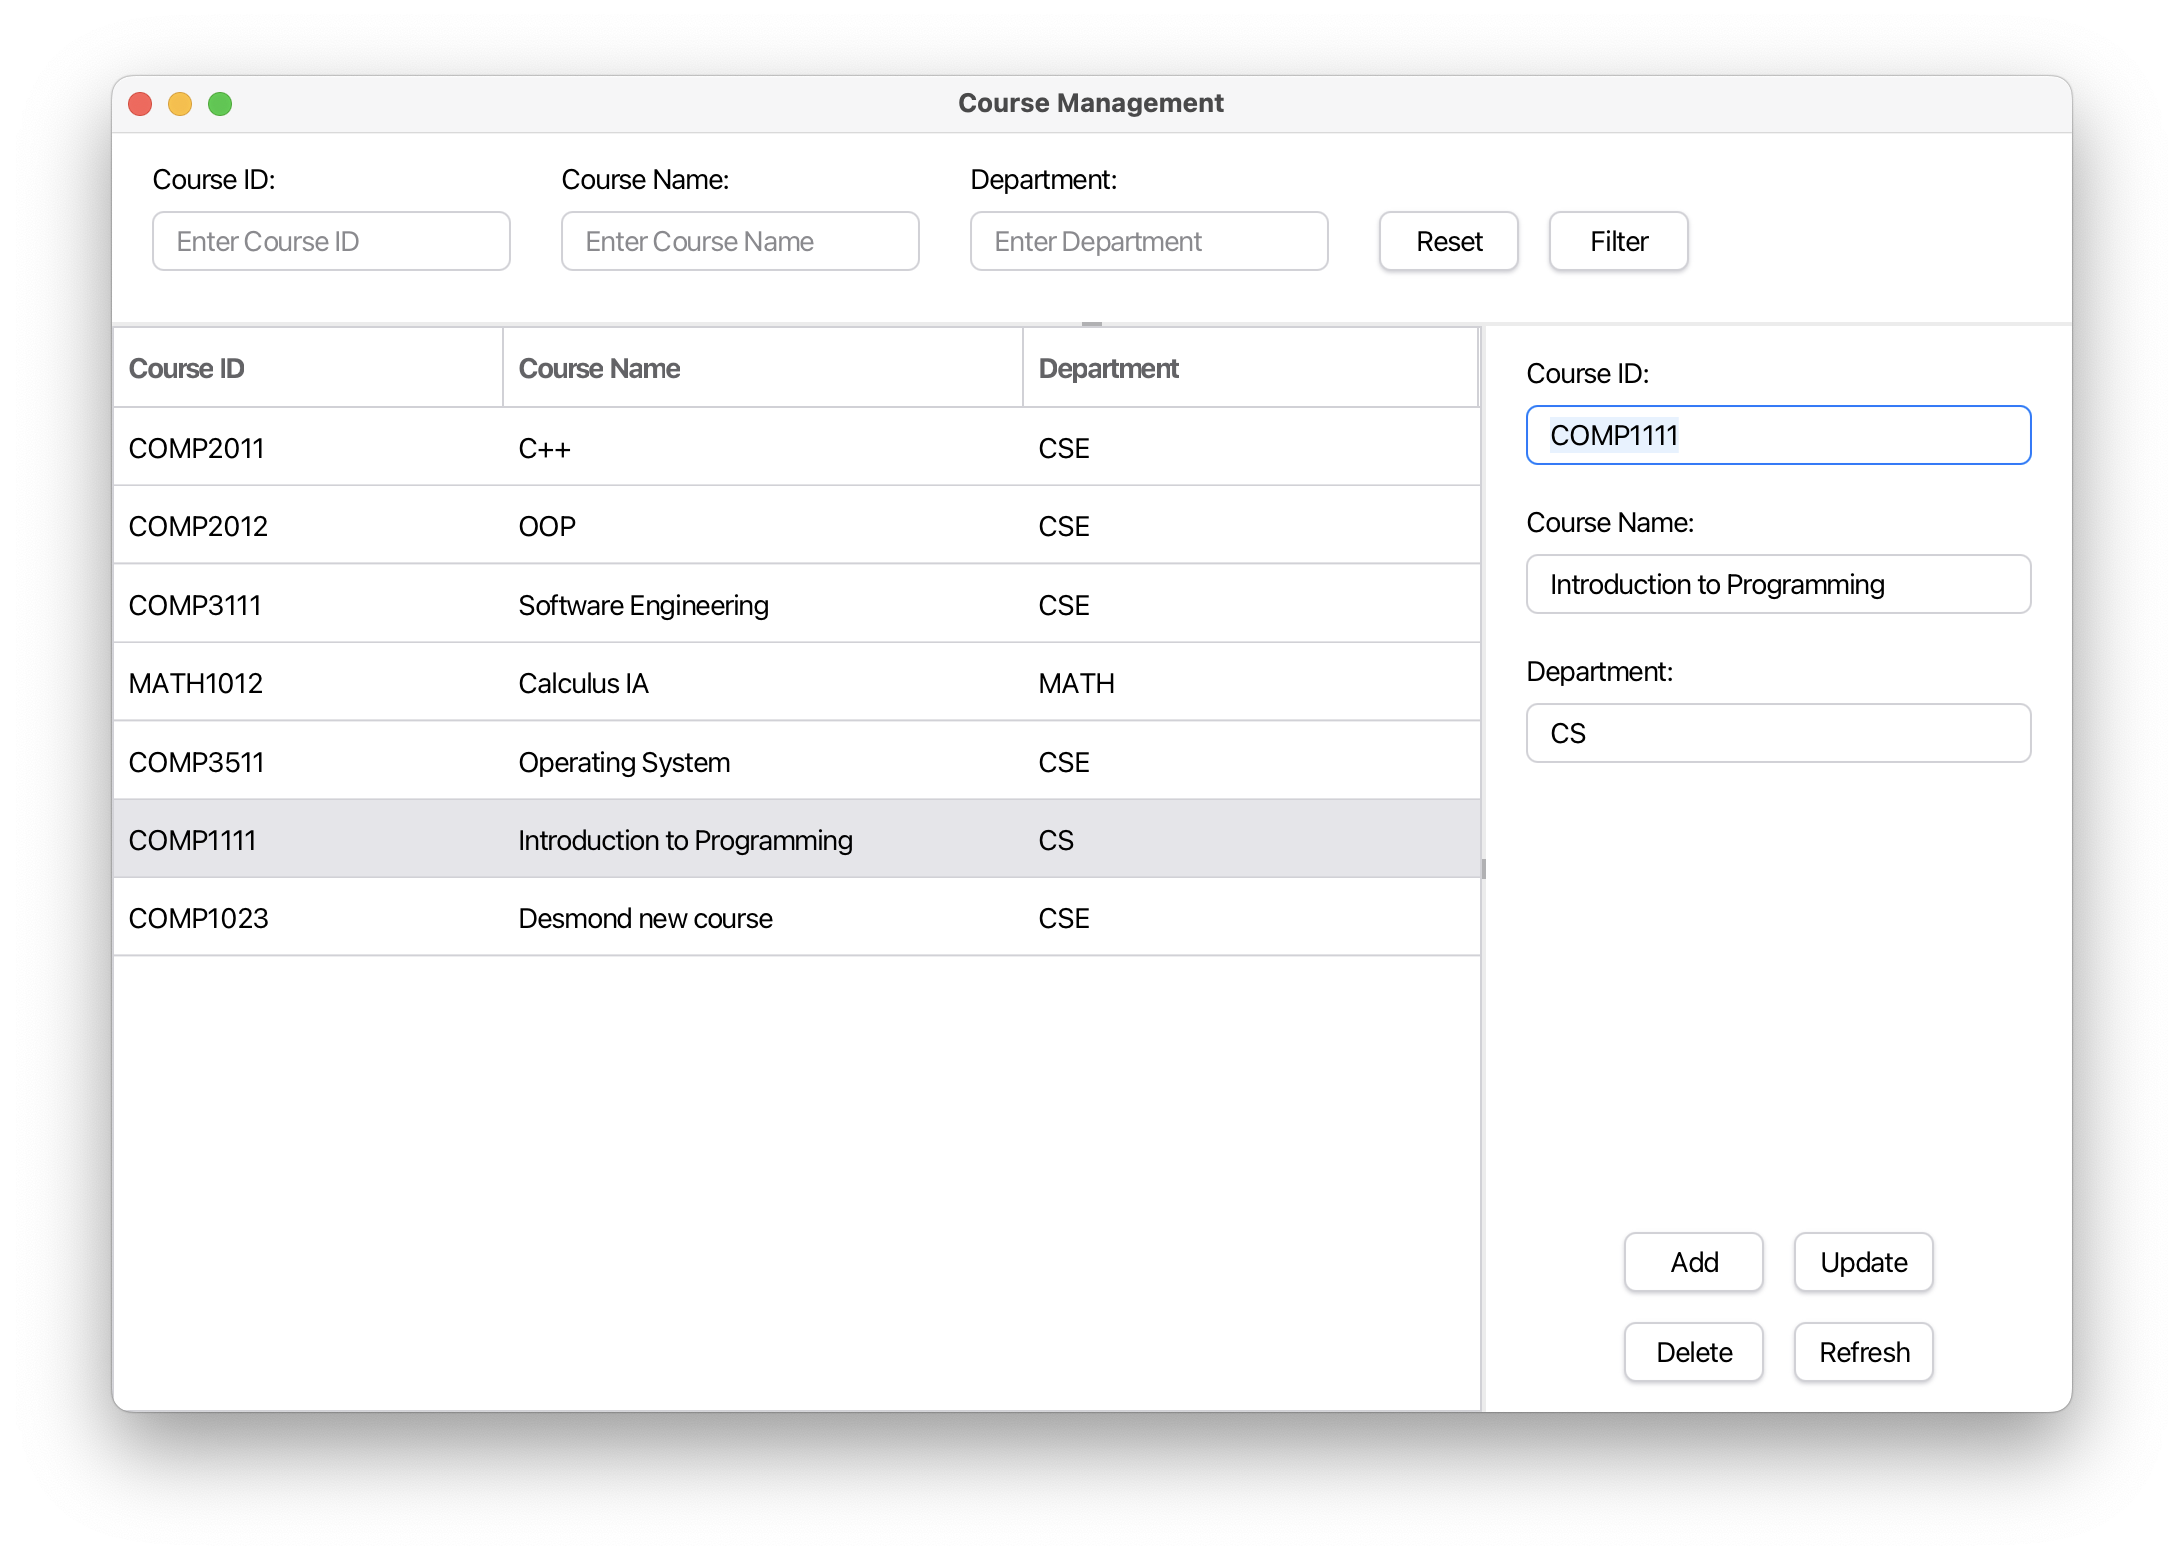 Course Management
Course ID: Course Name: Department:
Enter Course ID Enter Course Name Enter Department Reset Filter
Course ID Course Name Department
COMP2011 C++ CSE
COMP2012 OOP CSE
COMP3111 Software Engineering CSE
MATH1012 Calculus IA MATH
COMP3511 Operating System CSE
COMP1111 Introduction to Programming CS
COMP1023 Desmond new course CSE
Course ID:
COMP1111
Course Name:
Introduction to Programming
Department:
CS
Add Update
Delete Refresh